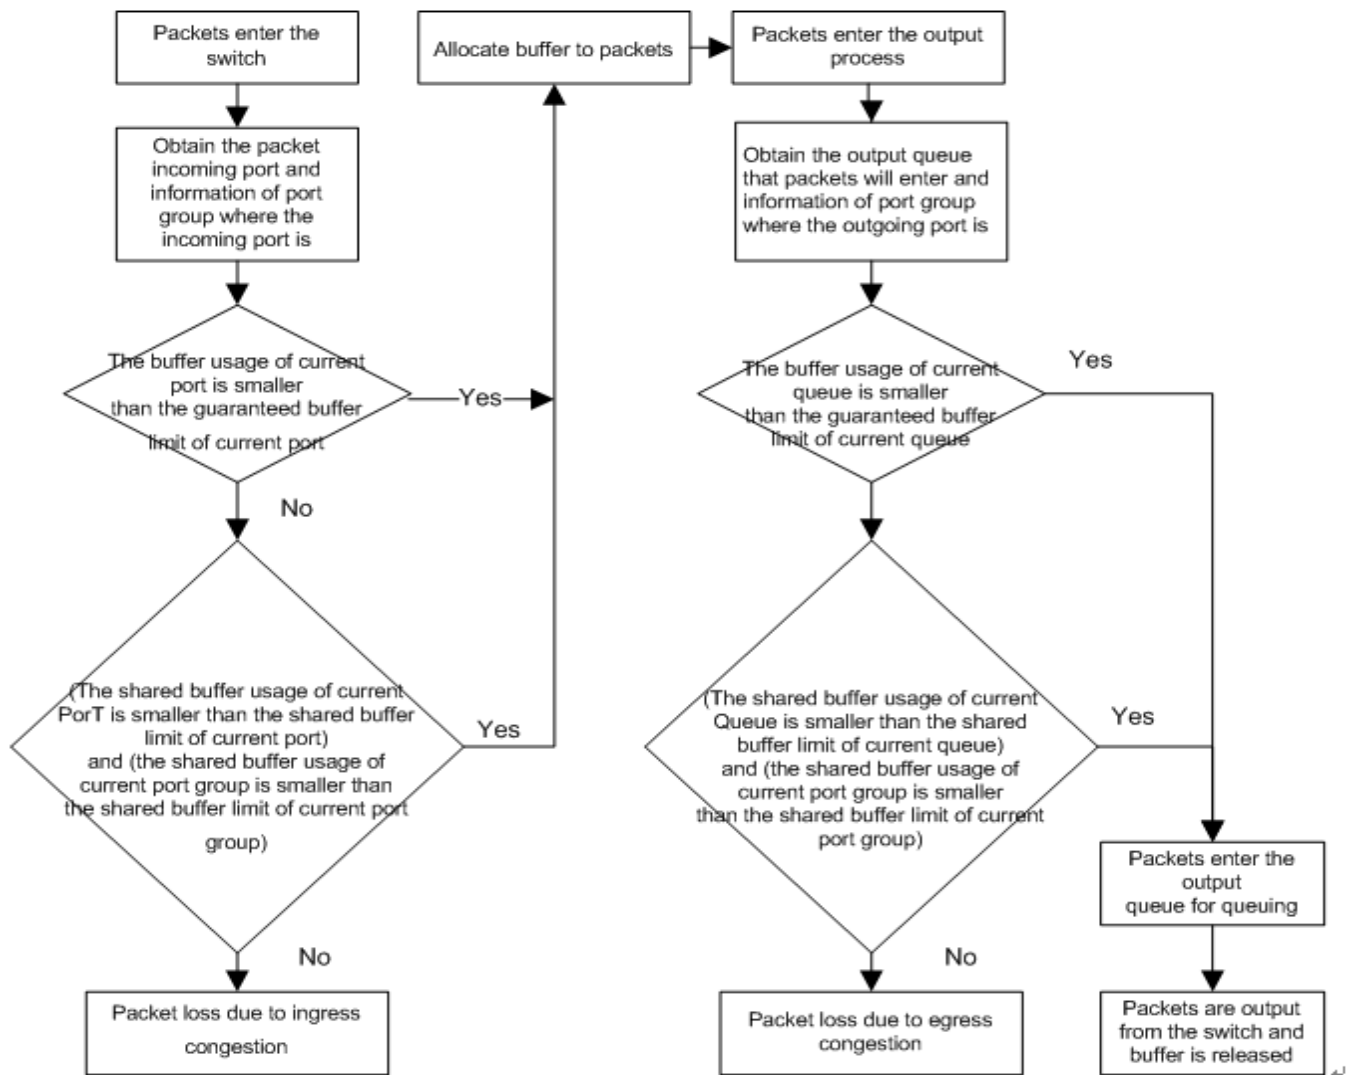 Packets enter the
switch
Obtain the packet
incoming port and
information of port
group where the
incoming port is
The buffer usage of current
port is smaller
than the guaranteed buffer
limit of current port
Yes
No
(The shared buffer usage of current
PorT is smaller than the shared buffer
limit of current port)
and (the shared buffer usage of
current port group is smaller than
the shared buffer limit of current port
group)
Yes
No
Packet loss due to ingress
congestion
Allocate buffer to packets
Packets enter the output
process
Obtain the output queue
that packets will enter and
information of port group
where the outgoing port is
The buffer usage of current
queue is smaller
than the guaranteed buffer
limit of current queue
Yes
(The shared buffer usage of current
Queue is smaller than the shared
buffer limit of current queue)
and (the shared buffer usage of
current port group is smaller
than the shared buffer limit of current
port group)
Yes
No
Packet loss due to egress
congestion
Packets enter the
output
queue for queuing
Packets are output
from the switch and
buffer is released